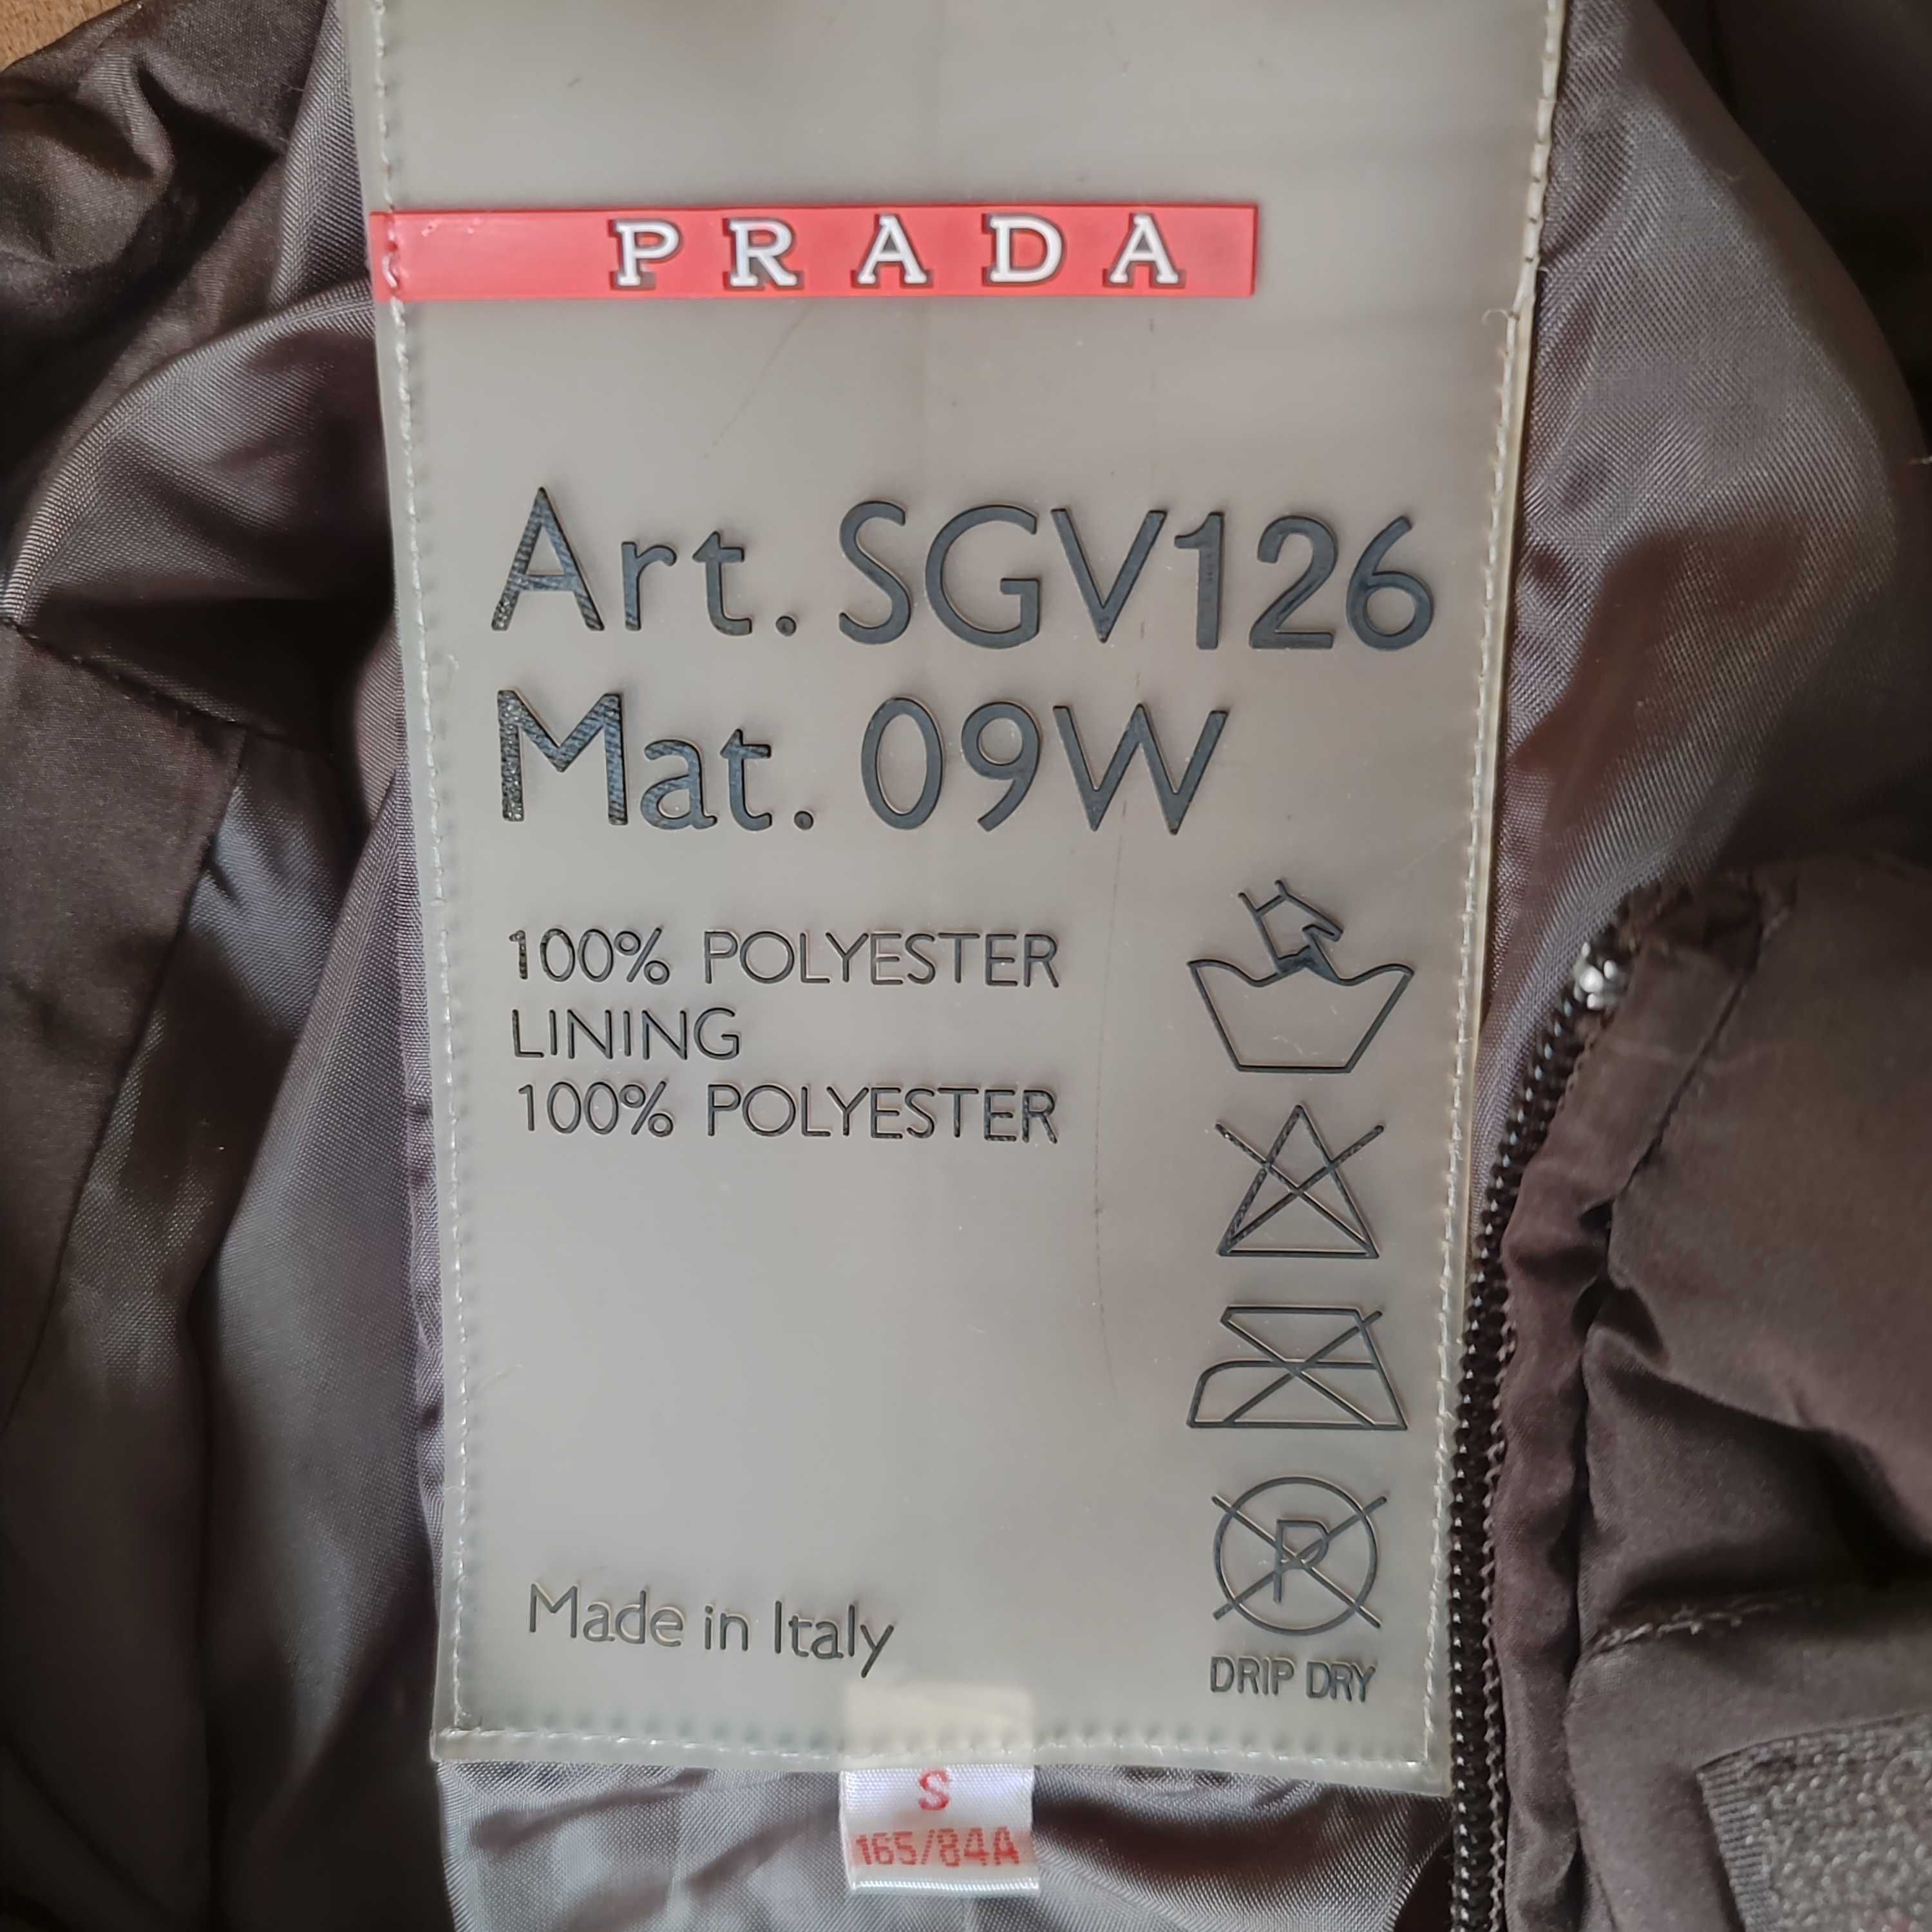 PRADA
Art. SGV126
Mat. 09W
100% POLYESTER
LINING
100% POLYESTER
P
Made in Italy
DRIP DRY
S
165/84A